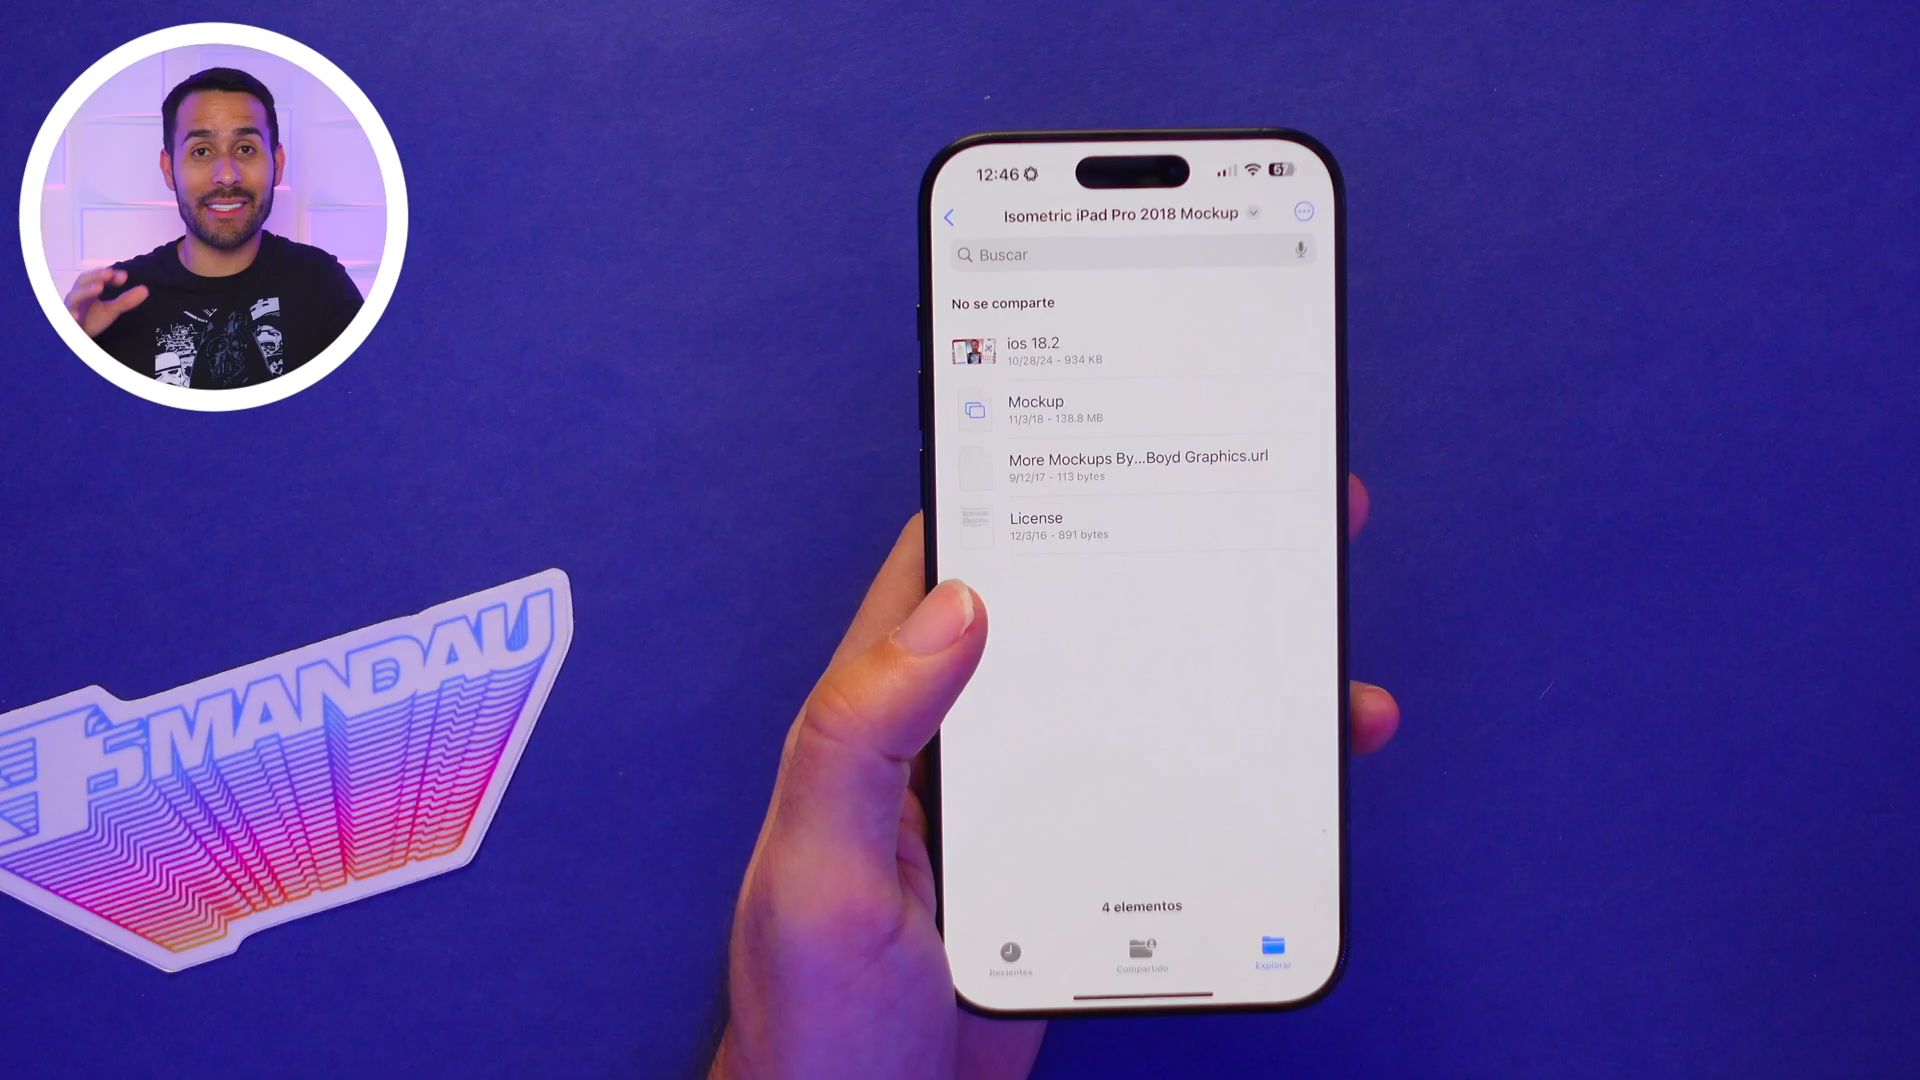 12:46
57
Isometric iPad Pro 2018 Mockup
Buscar
No se comparte
ios 18.2
10/28/24 - 934 KB
Mockup
11/3/18 - 138.8 MB
More Mockups By...Boyd Graphics.url
9/12/17 - 113 bytes
License
12/3/16 - 891 bytes
4 elementos
Recientes
Compartido
Explorar
SMANDAU